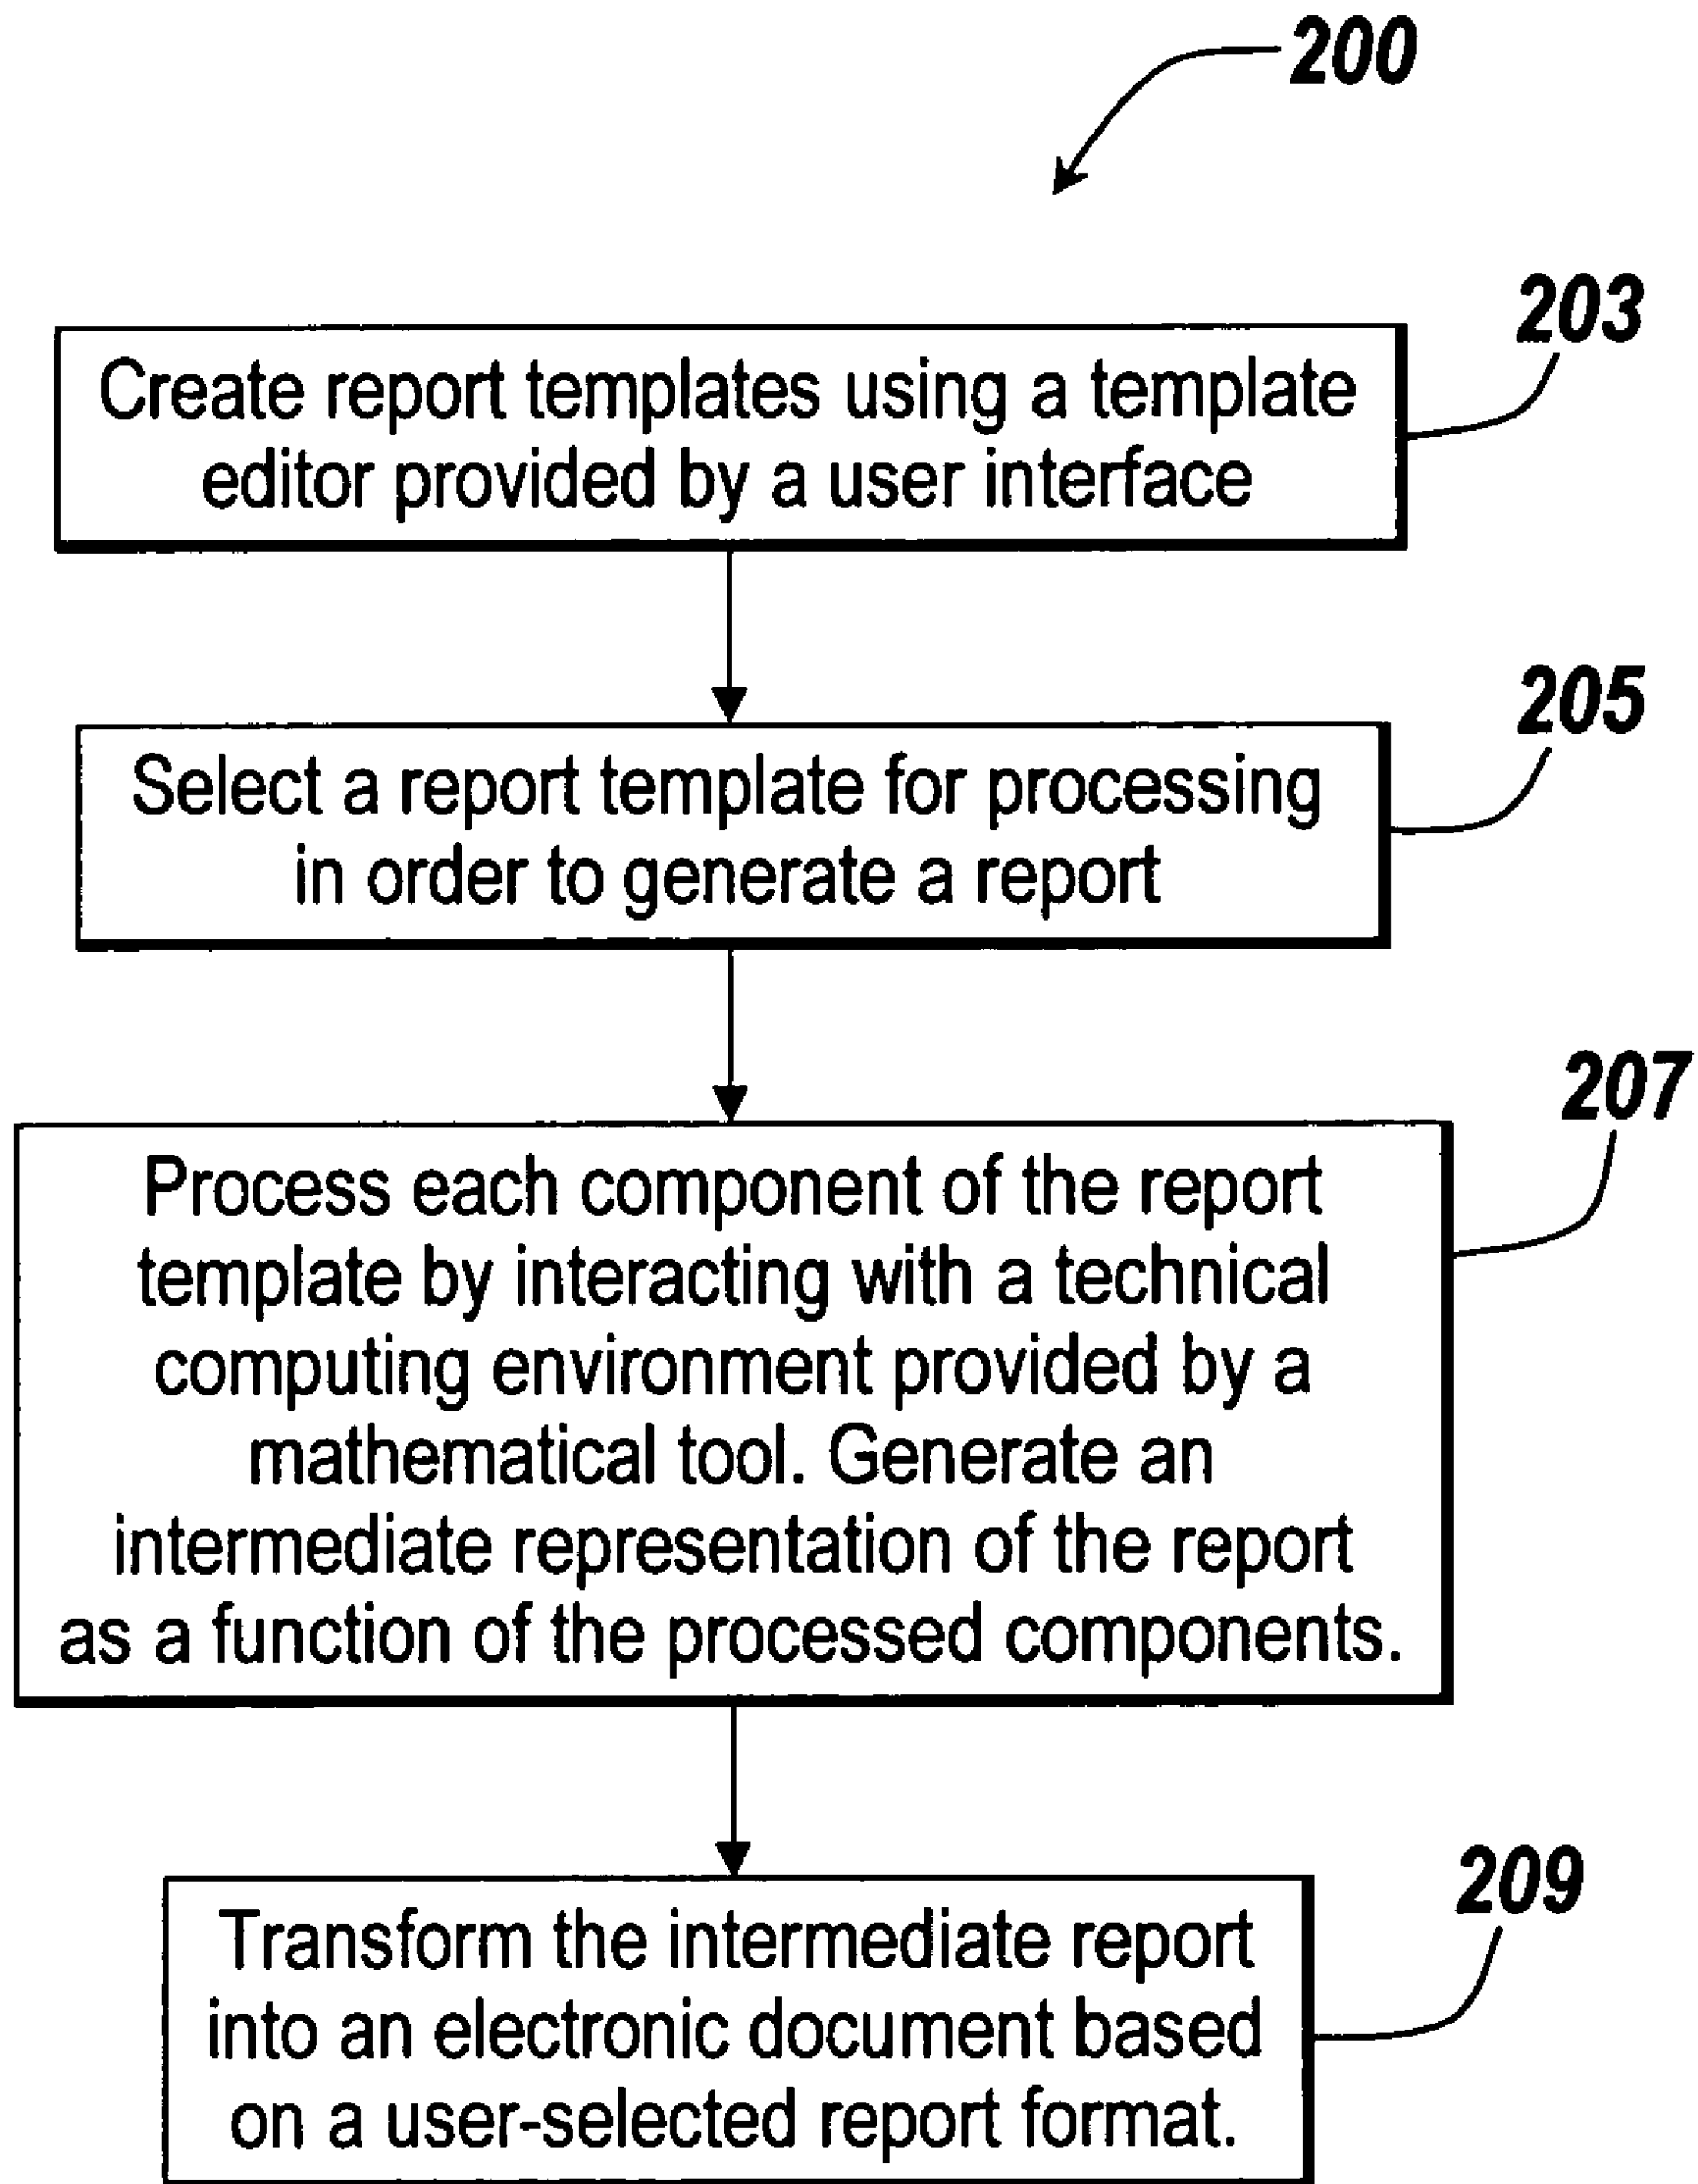 200
203
Create report templates using a template
editor provided by a user interface
205
Select a report template for processing
in order to generate a report
207
Process each component of the report
template by interacting with a technical
computing environment provided by a
mathematical tool. Generate an
intermediate representation of the report
as a function of the processed components.
209
Transform the intermediate report
into an electronic document based
on a user-selected report format.